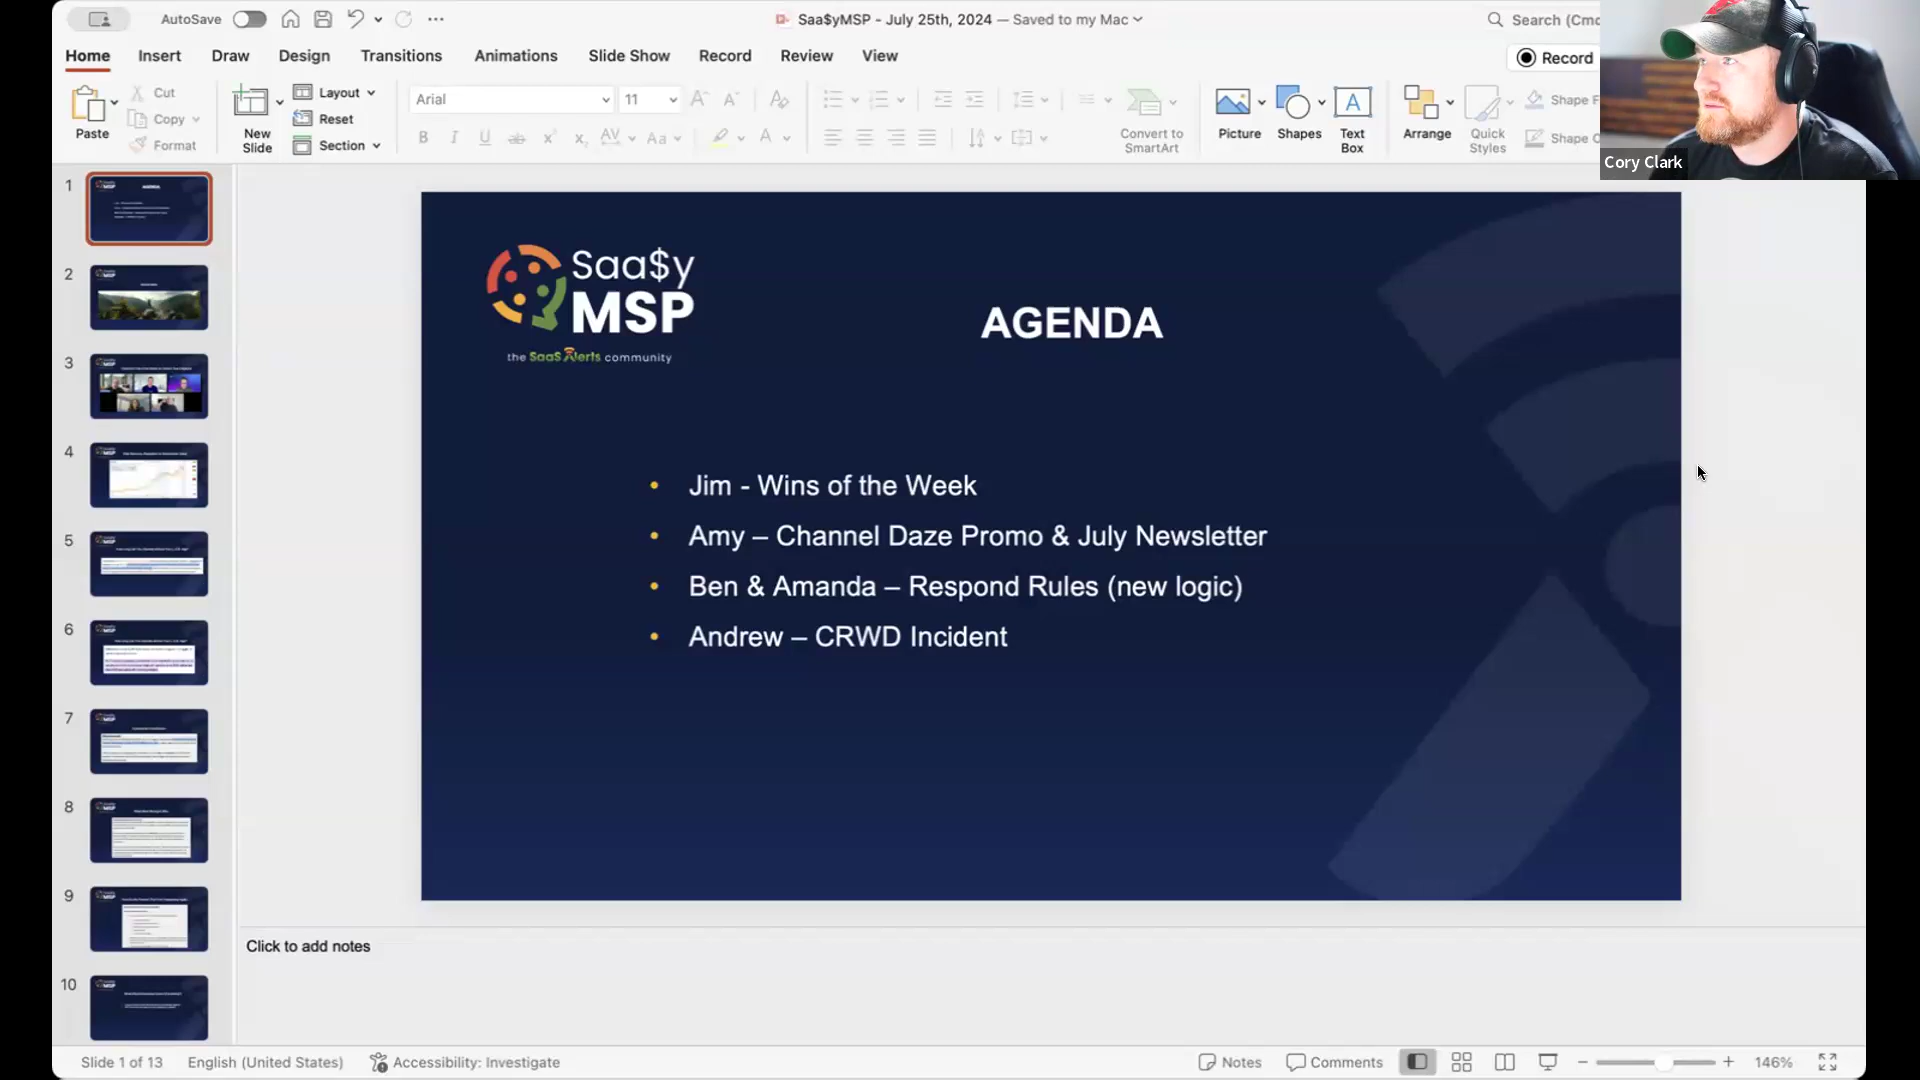 AutoSave
Saa$yMSP - July 25th, 2024 — Saved to my Mac
Search (Cmd
Home Insert Draw Design Transitions Animations Slide Show Record Review View
Record
Paste
Cut
Copy
Format
New Slide
Layout
Reset
Section
Arial
11
Convert to SmartArt
Picture
Shapes
Text Box
Arrange
Quick Styles
Shape F
Shape O
Cory Clark
1
2
3
4
5
6
7
8
9
10
Saa$y
MSP
the SaaS Alerts community
AGENDA
• Jim - Wins of the Week
• Amy – Channel Daze Promo & July Newsletter
• Ben & Amanda – Respond Rules (new logic)
• Andrew – CRWD Incident
Click to add notes
Slide 1 of 13 English (United States) Accessibility: Investigate Notes Comments 146%